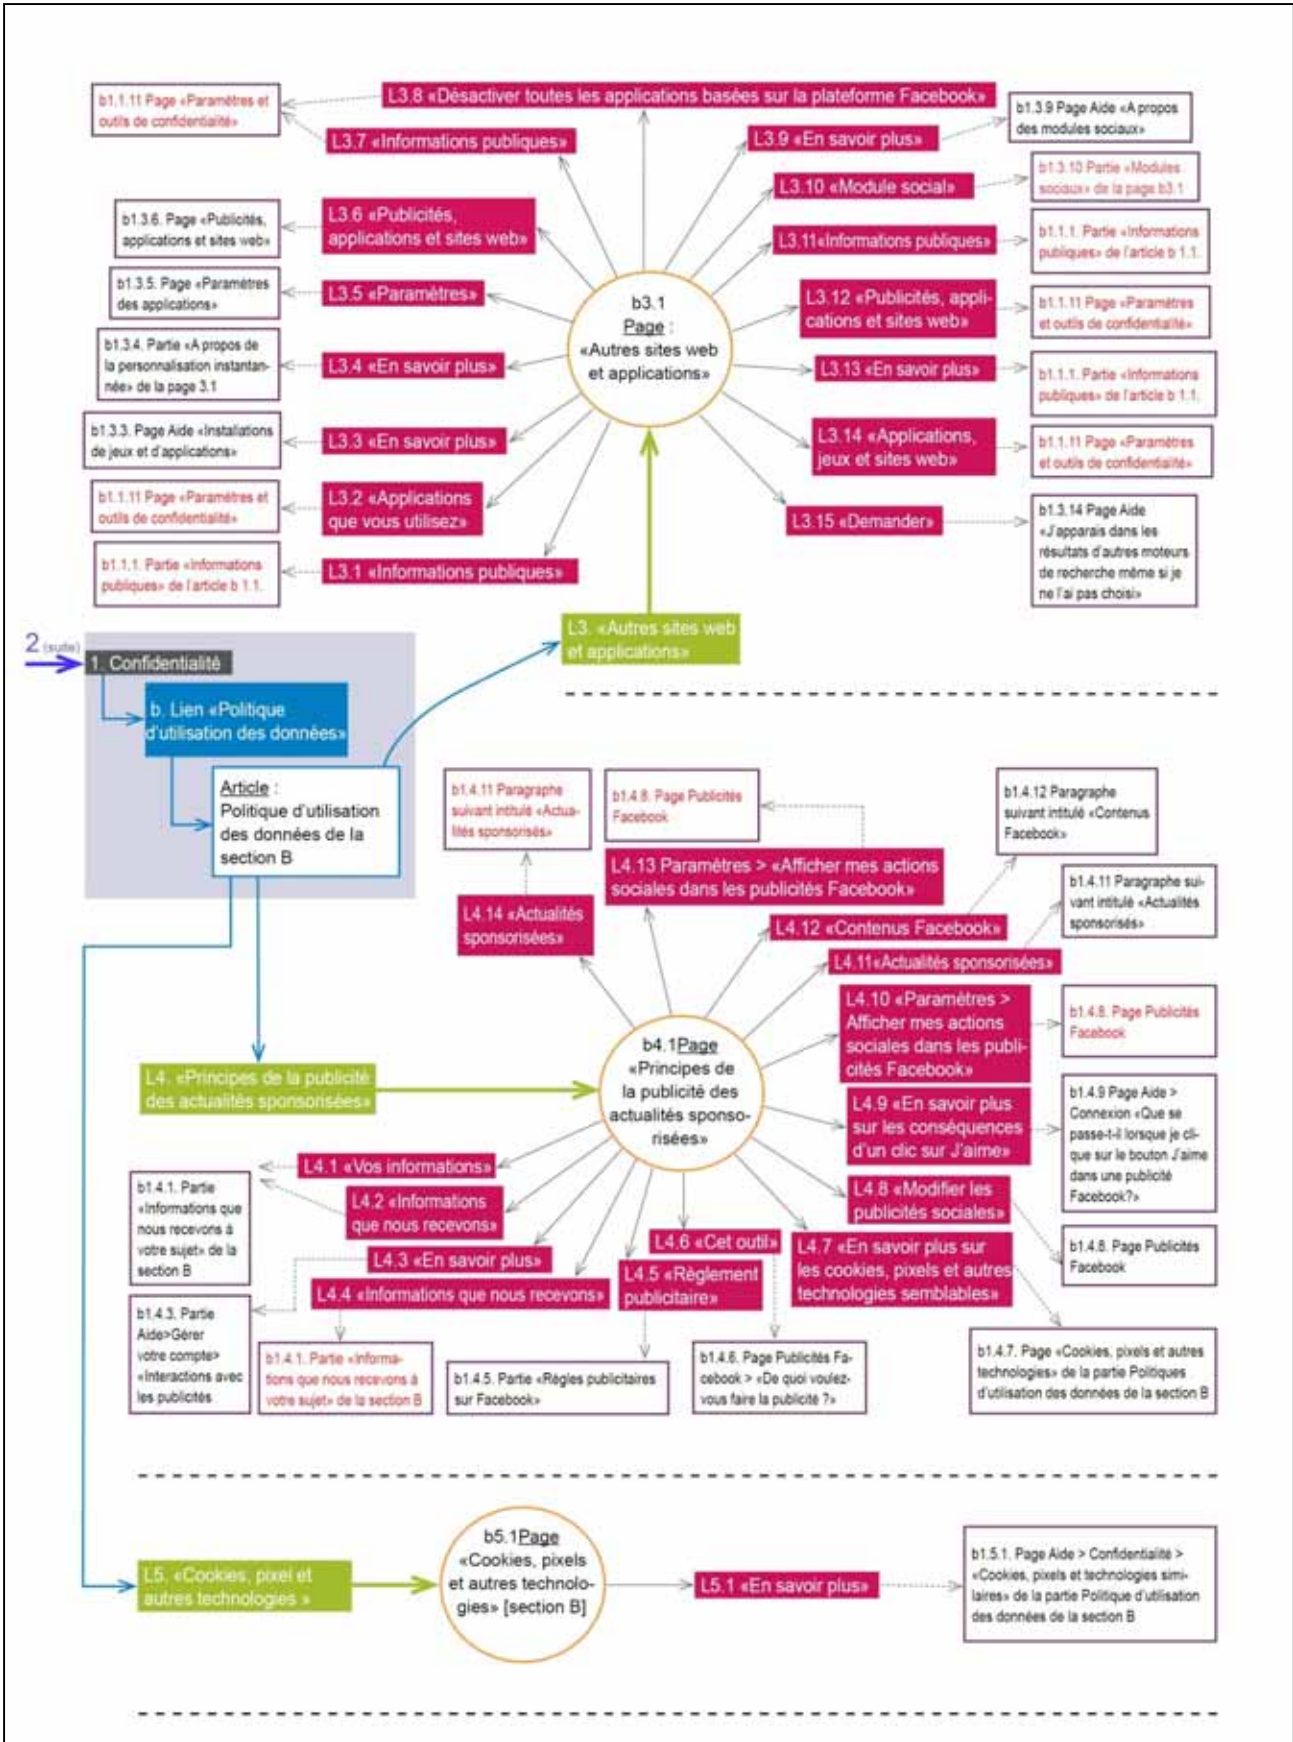 L3.8 «Désactiver toutes les applications basées sur la plateforme Facebook»
b1.1.11 Page «Paramètres et
outils de confidentialité»
L3.7 «Informations publiques»
L3.9 «En savoir plus»
b1.3.9 Page Aide «A propos
des modules sociaux»
L3.10 «Module social»
b1.3.10 Partie «Modules
sociaux» de la page b3.1
b1.3.6. Page «Publicités,
applications et sites web»
L3.6 «Publicités,
applications et sites web»
L3.11«Informations publiques»
b1.1.1. Partie «Informations
publiques» de l'article b 1.1.
b1.3.5. Page «Paramètres
des applications»
L3.5 «Paramètres»
b3.1
Page :
«Autres sites web
et applications»
L3.12 «Publicités, appli-
cations et sites web»
b1.1.11 Page «Paramètres
et outils de confidentialité»
b1.3.4. Partie «A propos de
la personnalisation instantan-
née» de la page 3.1
L3.4 «En savoir plus»
L3.13 «En savoir plus»
b1.1.1. Partie «Informations
publiques» de l'article b 1.1.
b1.3.3. Page Aide «Installations
de jeux et d'applications»
L3.3 «En savoir plus»
L3.14 «Applications,
jeux et sites web»
b1.1.11 Page «Paramètres
et outils de confidentialité»
b1.1.11 Page «Paramètres et
outils de confidentialité»
L3.2 «Applications
que vous utilisez»
L3.15 «Demander»
b1.3.14 Page Aide
«J'apparais dans les
résultats d'autres moteurs
de recherche même si je
ne l'ai pas choisi»
b1.1.1. Partie «Informations
publiques» de l'article b 1.1.
L3.1 «Informations publiques»
L3. «Autres sites web
et applications»
2 (suite)
1. Confidentialité
b. Lien «Politique
d'utilisation des données»
Article :
Politique d'utilisation
des données de la
section B
b1.4.11 Paragraphe
suivant intitulé «Actua-
lités sponsorisés»
b1.4.8. Page Publicités
Facebook
b1.4.12 Paragraphe
suivant intitulé «Contenus
Facebook»
L4.13 Paramètres > «Afficher mes actions
sociales dans les publicités Facebook»
L4.14 «Actualités
sponsorisées»
L4.12 «Contenus Facebook»
b1.4.11 Paragraphe sui-
vant intitulé «Actualités
sponsorisés»
L4.11«Actualités sponsorisées»
L4.10 «Paramètres >
Afficher mes actions
sociales dans les publi-
cités Facebook»
b1.4.8. Page Publicités
Facebook
L4. «Principes de la publicité
des actualités sponsorisées»
b4.1Page
«Principes de
la publicité des
actualités sponso-
risées»
L4.9 «En savoir plus
sur les conséquences
d'un clic sur J'aime»
b1.4.9 Page Aide >
Connexion «Que se
passe-t-il lorsque je cli-
que sur le bouton J'aime
dans une publicité
Facebook?»
L4.1 «Vos informations»
b1.4.1. Partie
«Informations que
nous recevons à
votre sujet» de la
section B
L4.2 «Informations
que nous recevons»
L4.8 «Modifier les
publicités sociales»
b1.4.8. Page Publicités
Facebook
L4.3 «En savoir plus»
L4.6 «Cet outil»
L4.7 «En savoir plus sur
les cookies, pixels et autres
technologies semblables»
L4.4 «Informations que nous recevons»
L4.5 «Règlement
publicitaire»
b1.4.3. Partie
Aide>Gérer
votre compte>
«Interactions avec
les publicités
b1.4.1. Partie «Informa-
tions que nous recevons à
votre sujet» de la section B
b1.4.5. Partie «Règles publicitaires
sur Facebook»
b1.4.6. Page Publicités Fa-
cebook > «De quoi voulez-
vous faire la publicité ?»
b1.4.7. Page «Cookies, pixels et autres
technologies» de la partie Politiques
d'utilisation des données de la section B
L5. «Cookies, pixel et
autres technologies »
b5.1Page
«Cookies, pixels
et autres technolo-
gies» [section B]
L5.1 «En savoir plus»
b1.5.1. Page Aide > Confidentialité >
«Cookies, pixels et technologies simi-
laires» de la partie Politique d'utilisation
des données de la section B